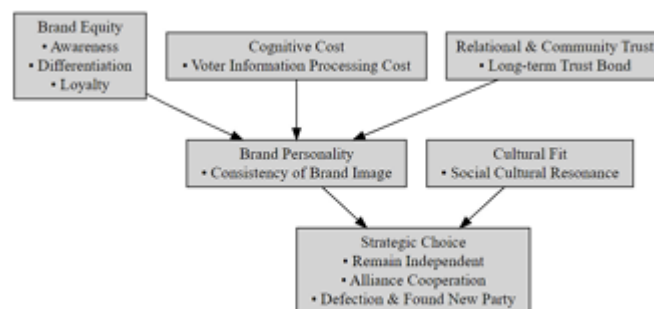 Brand Equity
• Awareness
• Differentiation
• Loyalty
Cognitive Cost
• Voter Information Processing Cost
Relational & Community Trust
• Long-term Trust Bond
Brand Personality
• Consistency of Brand Image
Cultural Fit
• Social Cultural Resonance
Strategic Choice
• Remain Independent
• Alliance Cooperation
• Defection & Found New Party